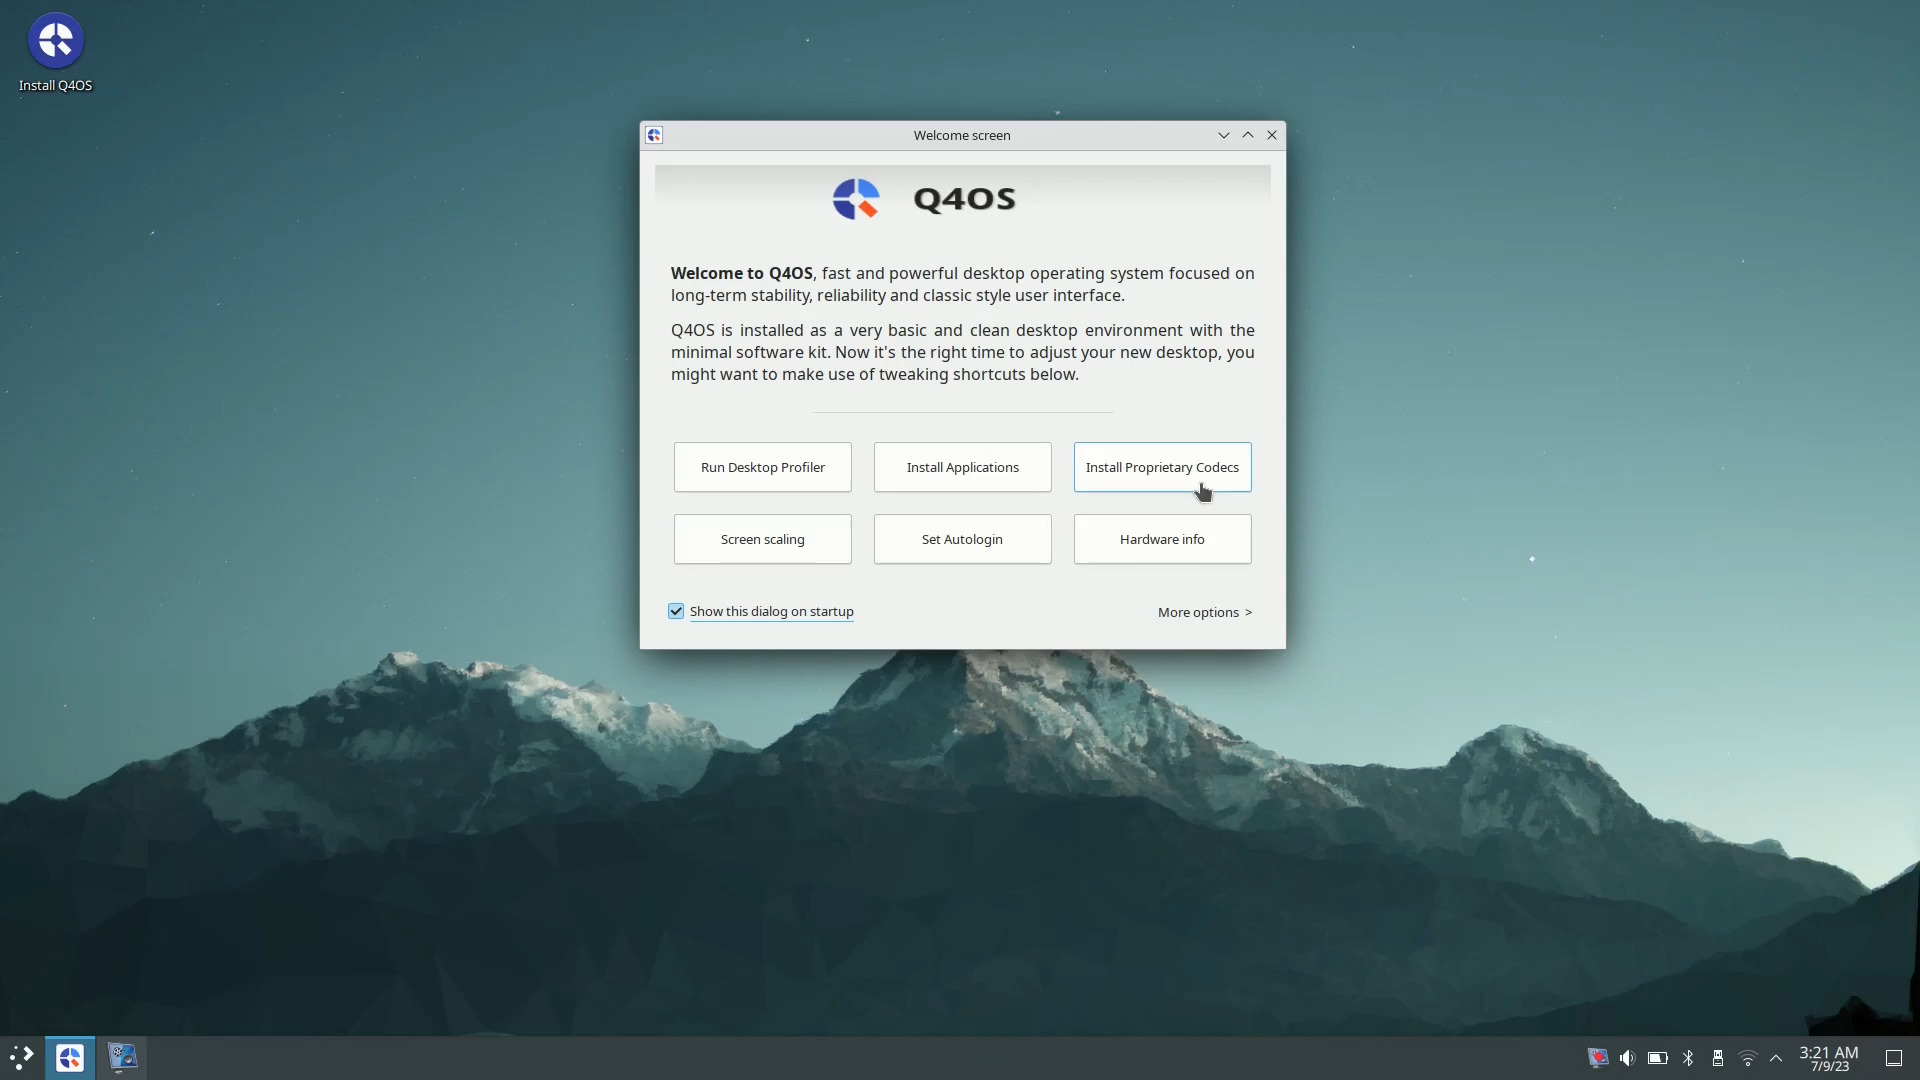 Install Q4OS
Welcome screen
Q4OS
Welcome to Q4OS, fast and powerful desktop operating system focused on
long-term stability, reliability and classic style user interface.
Q4OS is installed as a very basic and clean desktop environment with the
minimal software kit. Now it's the right time to adjust your new desktop, you
might want to make use of tweaking shortcuts below.
Run Desktop Profiler
Install Applications
Install Proprietary Codecs
Screen scaling
Set Autologin
Hardware info
Show this dialog on startup
More options >
3:21 AM
7/9/23